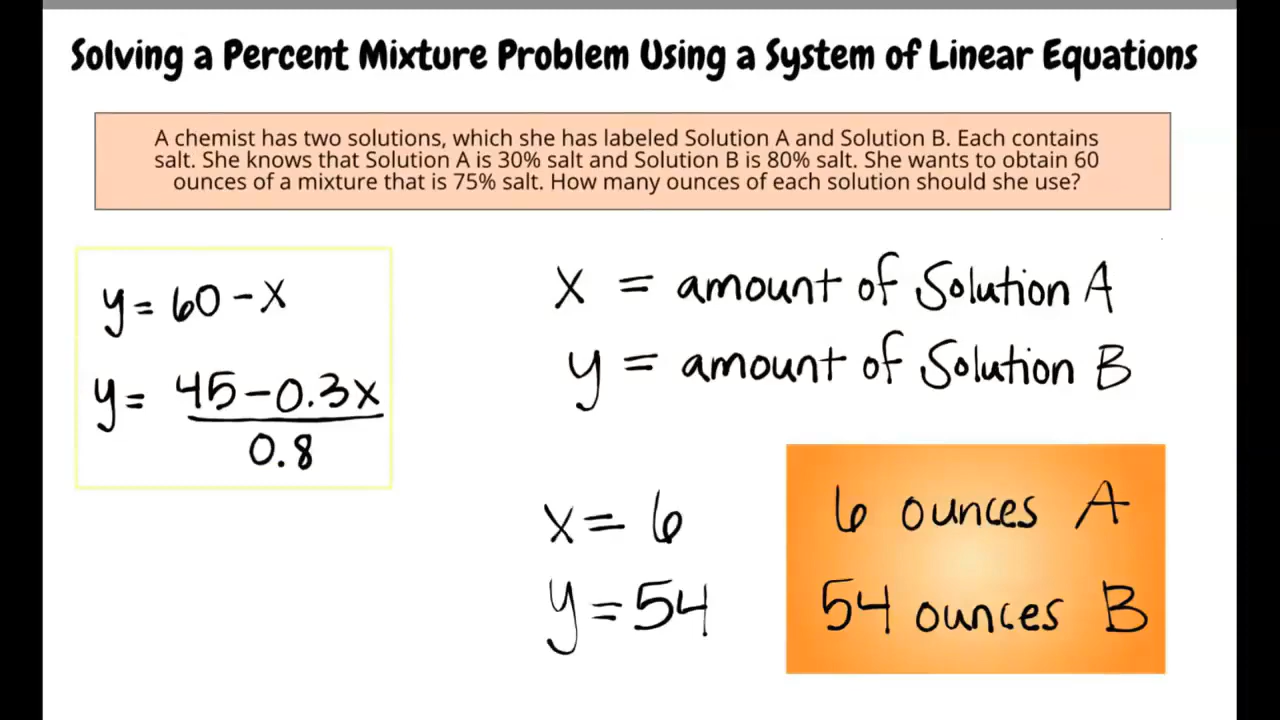 Solving a Percent Mixture Problem Using a System of Linear Equations
A chemist has two solutions, which she has labeled Solution A and Solution B. Each contains
salt. She knows that Solution A is 30% salt and Solution B is 80% salt. She wants to obtain 60
ounces of a mixture that is 75% salt. How many ounces of each solution should she use?
y = 60 - x
y = 45 - 0.3x
0.8
x = amount of Solution A
y = amount of Solution B
x = 6
y = 54
6 ounces A
54 ounces B